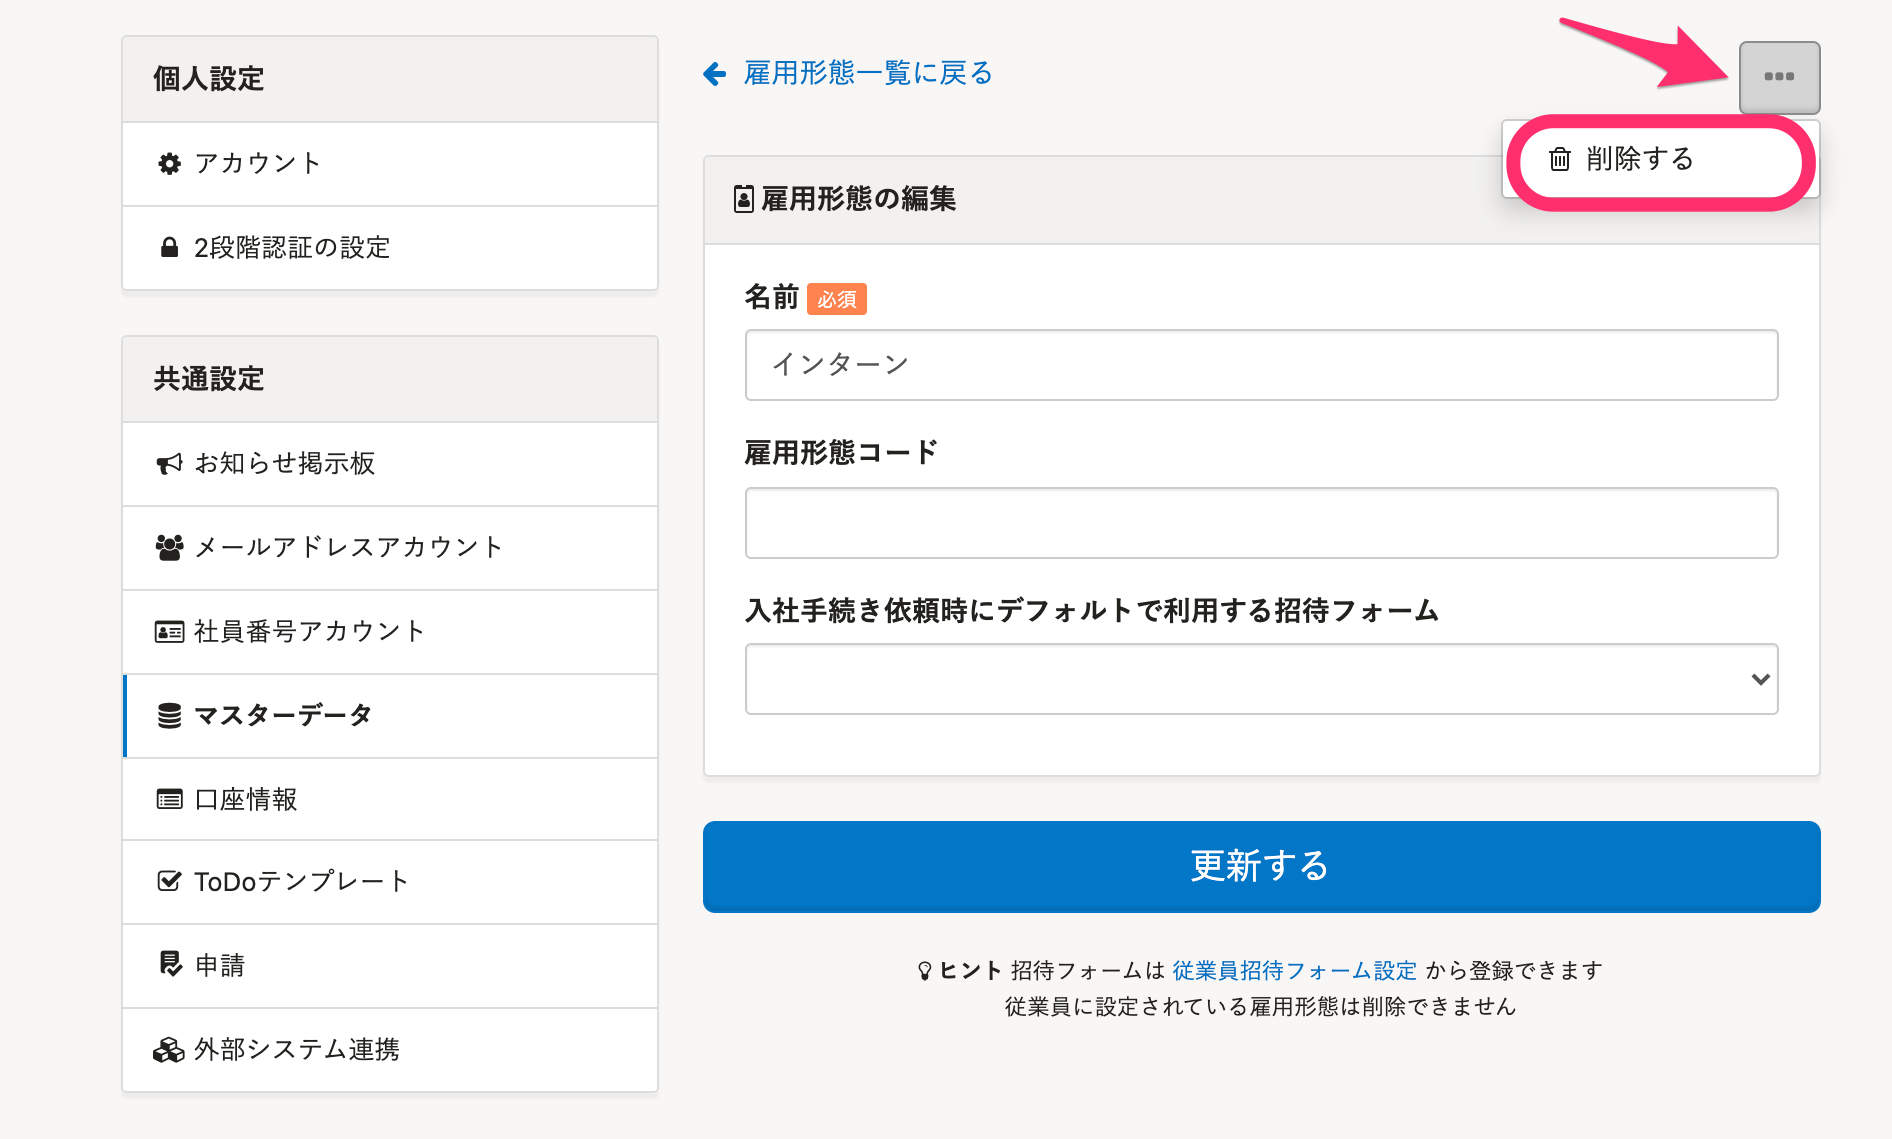 個人設定
アカウント
2段階認証の設定
共通設定
お知らせ掲示板
メールアドレスアカウント
社員番号アカウント
マスターデータ
口座情報
ToDoテンプレート
申請
外部システム連携
雇用形態一覧に戻る
削除する
雇用形態の編集
名前 必須
インターン
雇用形態コード
入社手続き依頼時にデフォルトで利用する招待フォーム
更新する
ヒント 招待フォームは 従業員招待フォーム設定 から登録できます
従業員に設定されている雇用形態は削除できません